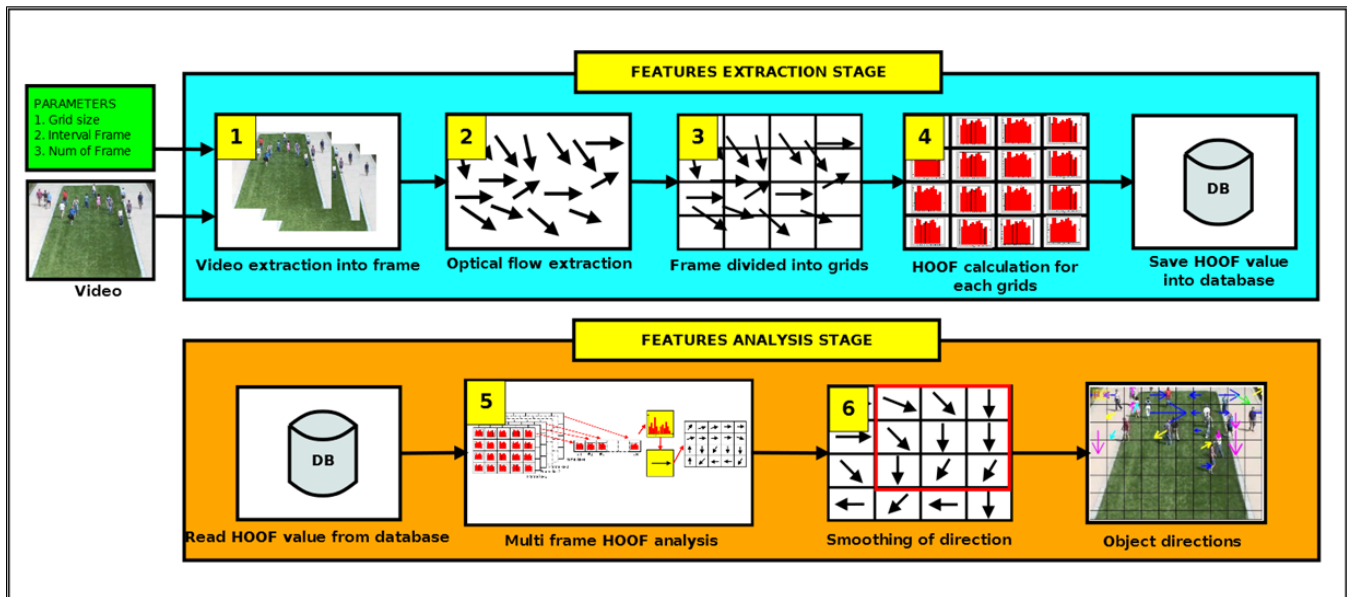 FEATURES EXTRACTION STAGE
PARAMETERS
1. Grid size
2. Interval Frame
3. Num of Frame
Video
1
2
3
4
DB
Video extraction into frame
Optical flow extraction
Frame divided into grids
HOOF calculation for
each grids
Save HOOF value
into database
FEATURES ANALYSIS STAGE
DB
5
6
Read HOOF value from database
Multi frame HOOF analysis
Smoothing of direction
Object directions